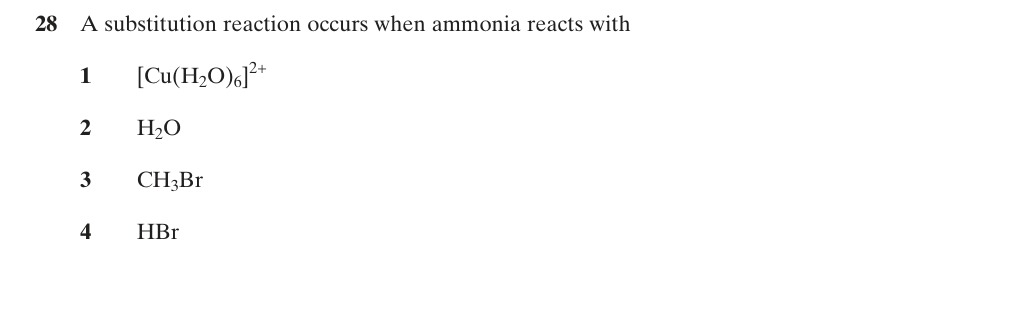 28 A substitution reaction occurs when ammonia reacts with
1 [Cu(H₂O)₆]²⁺
2 H₂O
3 CH₃Br
4 HBr